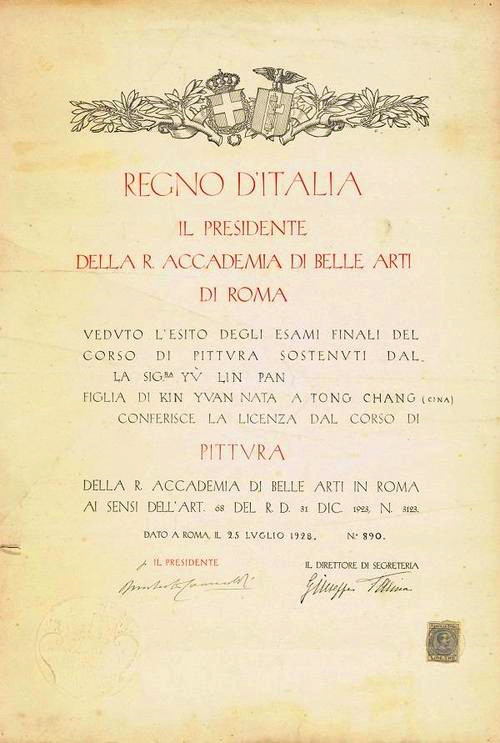 REGNO D'ITALIA
IL PRESIDENTE
DELLA R. ACCADEMIA DI BELLE ARTI
DI ROMA
VEDVTO L'ESITO DEGLI ESAMI FINALI DEL
CORSO DI PITTVRA SOSTENVTI DAL
LA SIG.RA YÙ LIN PAN
FIGLIA DI KIN YVAN NATA A TONG CHANG (CINA)
CONFERISCE LA LICENZA DAL CORSO DI
PITTVRA
DELLA R. ACCADEMIA DI BELLE ARTI IN ROMA
AI SENSI DELL'ART. 68 DEL R. D. 31 DIC. 1923, N. 3123.
DATO A ROMA, IL 25 LVGLIO 1928. N.o 890.
IL PRESIDENTE
IL DIRETTORE DI SEGRETERIA
Giuseppe